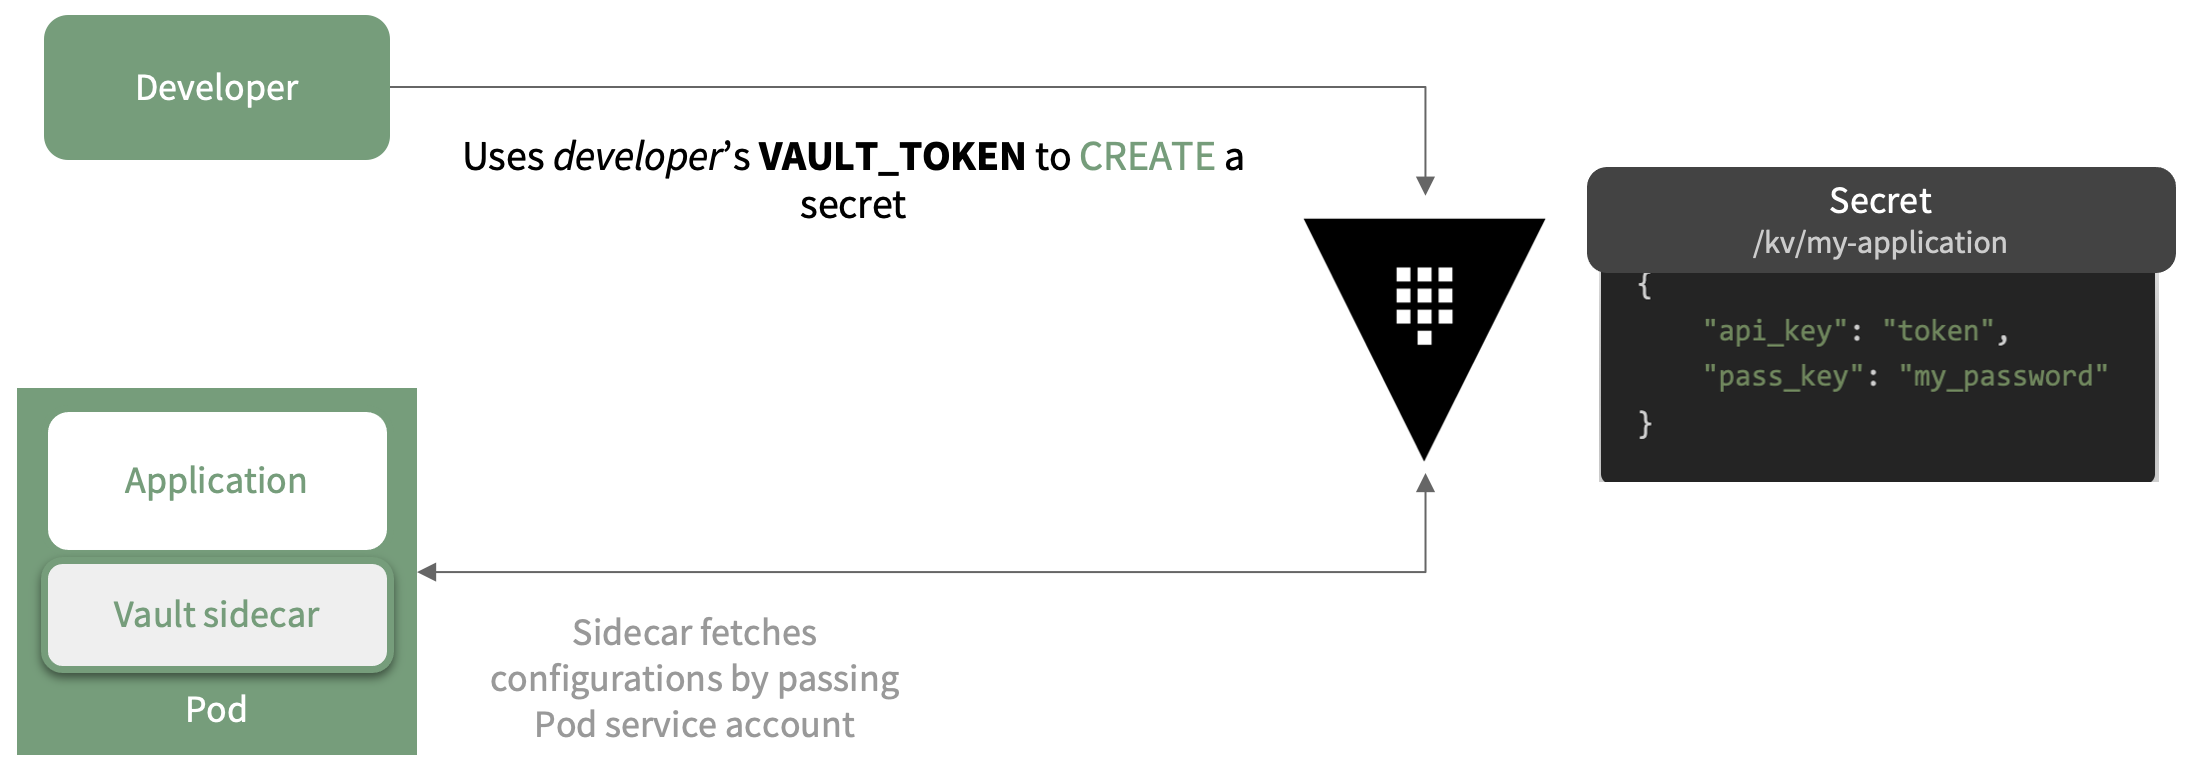 Developer
Uses developer’s VAULT_TOKEN to CREATE a
secret
Secret
/kv/my-application
{
"api_key": "token",
"pass_key": "my_password"
}
Application
Vault sidecar
Pod
Sidecar fetches
configurations by passing
Pod service account